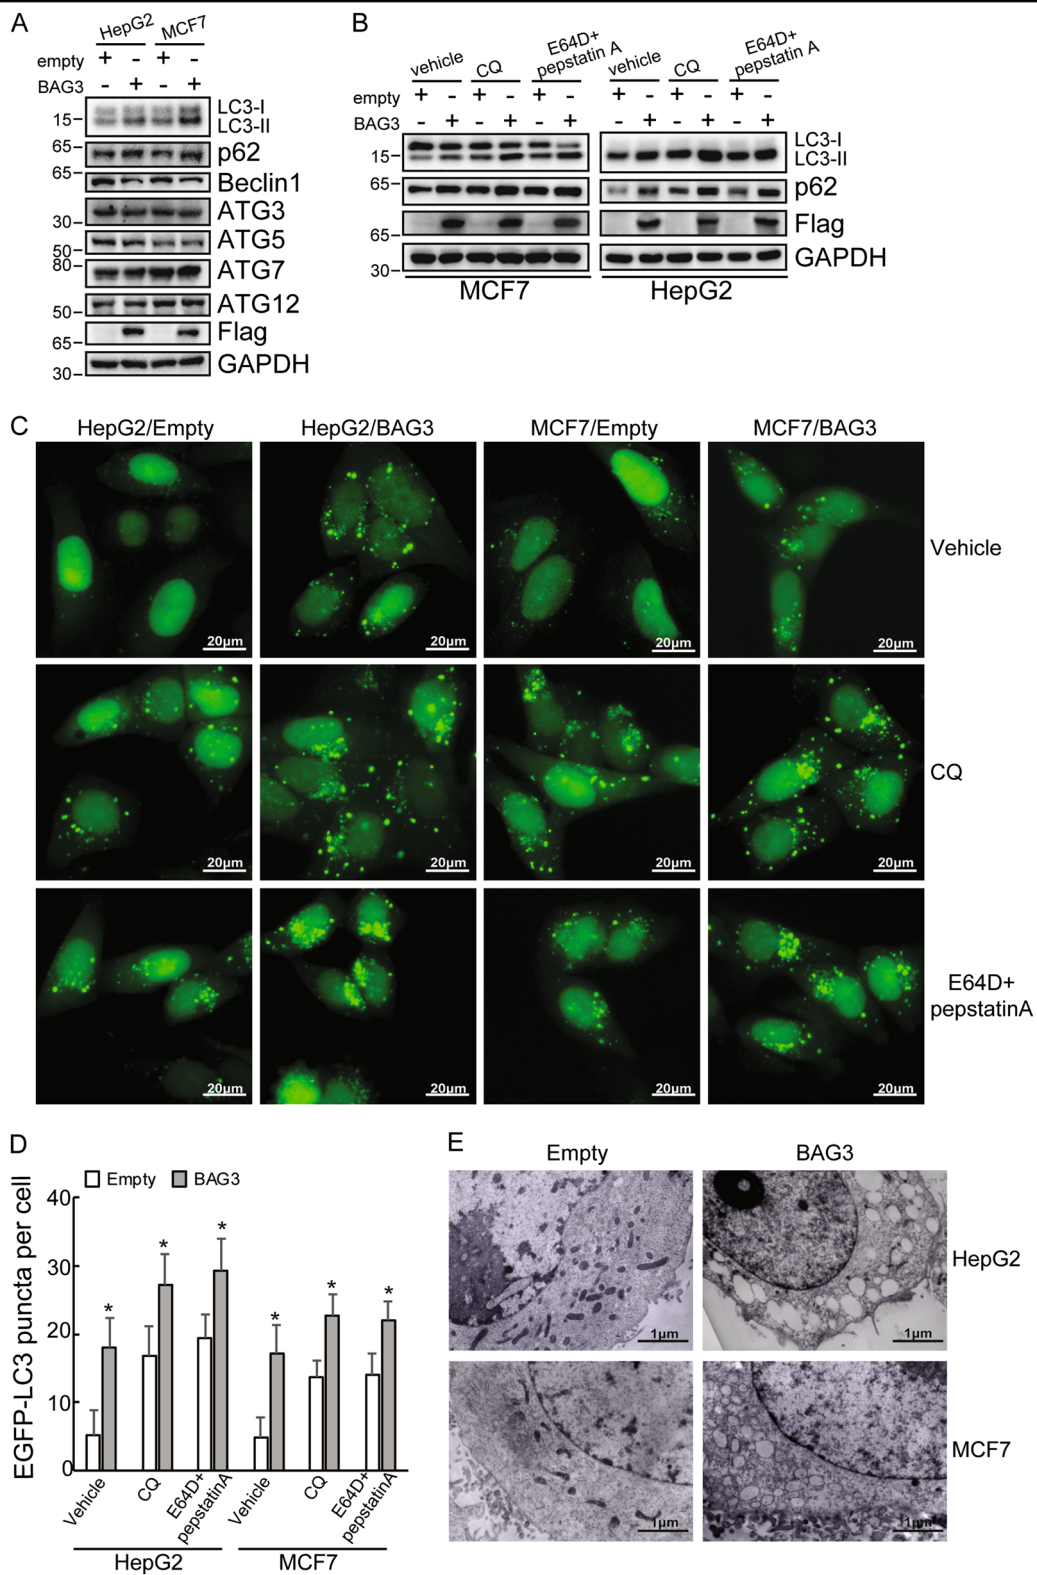 A
HepG2 MCF7
empty + - + -
BAG3 - + - +
LC3-I
15 LC3-II
65 p62
65 Beclin1
30 ATG3
50 ATG5
80 ATG7
50 ATG12
65 Flag
30 GAPDH
B
vehicle CQ E64D+ pepstatin A vehicle CQ E64D+ pepstatin A
empty + - + - + - + - + - + -
BAG3 - + - + - + - + - + - +
LC3-I
15 LC3-II
65 p62
65 Flag
30 GAPDH
MCF7 HepG2
C
HepG2/Empty HepG2/BAG3 MCF7/Empty MCF7/BAG3
Vehicle
20μm 20μm 20μm 20μm
CQ
20μm 20μm 20μm 20μm
E64D+
pepstatinA
20μm 20μm 20μm 20μm
D
Empty BAG3
EGFP-LC3 puncta per cell
40
30
20
10
0
* * * * * *
Vehicle CQ E64D+ pepstatinA Vehicle CQ E64D+ pepstatinA
HepG2 MCF7
E
Empty BAG3
HepG2
1μm 1μm
MCF7
1μm 1μm